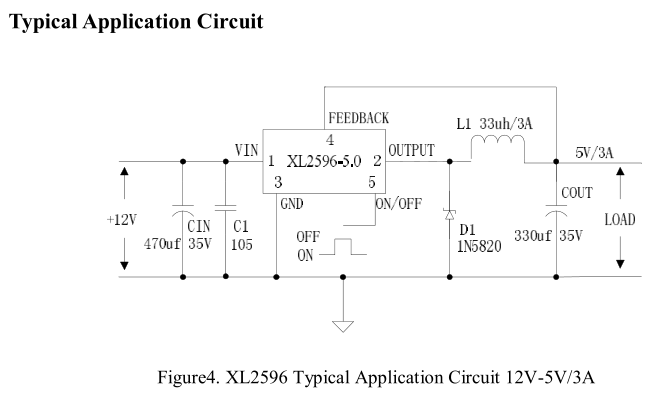 Typical Application Circuit
FEEDBACK
L1 33uh/3A
4
VIN
1 XL2596-5.0 2
OUTPUT
5V/3A
3 5
GND
ON/OFF
COUT
+12V
CIN
470uf 35V
C1
105
OFF
ON
D1
1N5820
330uf 35V
LOAD
Figure4. XL2596 Typical Application Circuit 12V-5V/3A